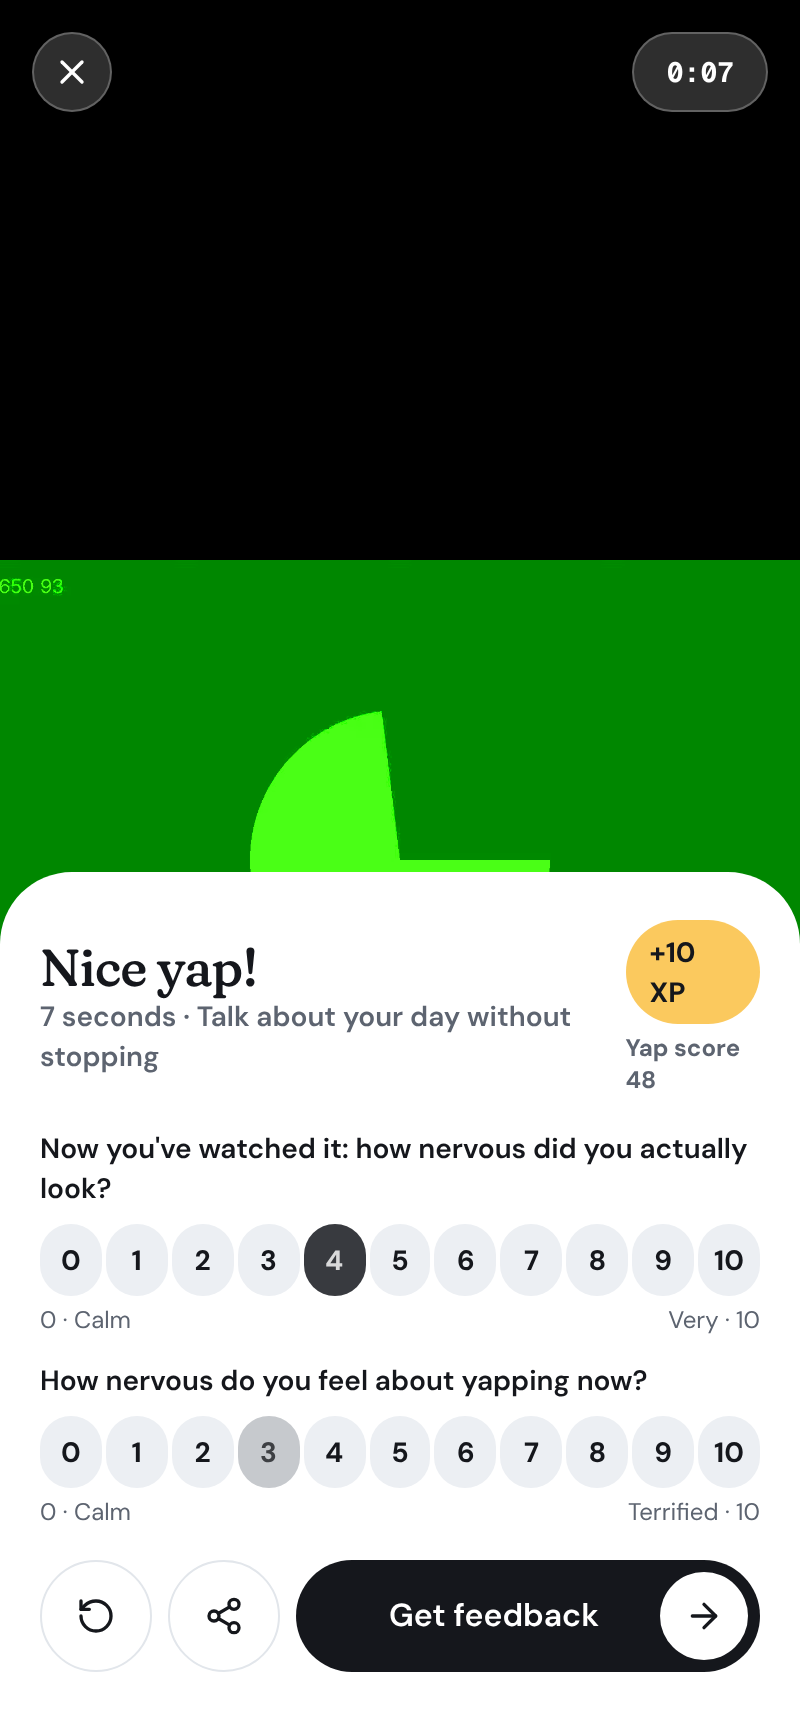 0:07
650 93
Nice yap!
7 seconds · Talk about your day without
stopping
+10
XP
Yap score
48
Now you've watched it: how nervous did you actually
look?
0 1 2 3 4 5 6 7 8 9 10
0 · Calm Very · 10
How nervous do you feel about yapping now?
0 1 2 3 4 5 6 7 8 9 10
0 · Calm Terrified · 10
Get feedback